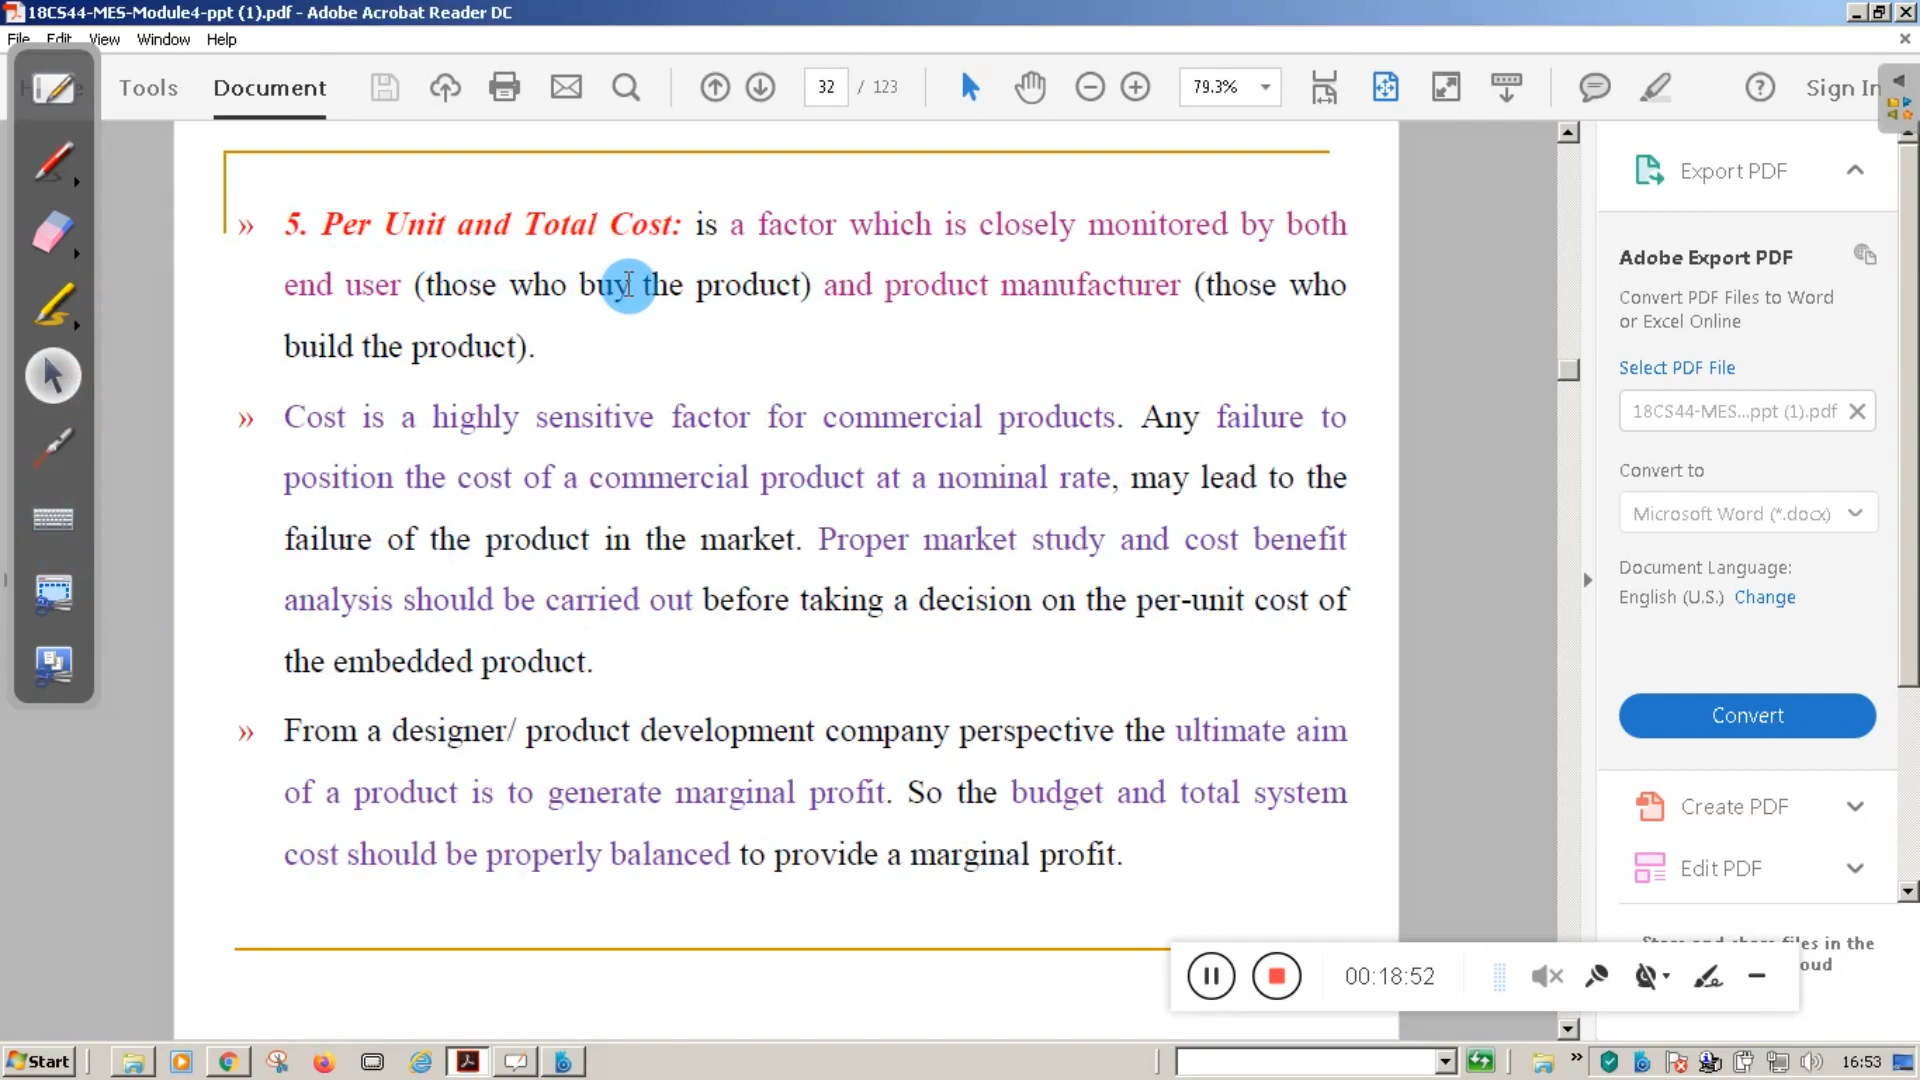 18CS44-MES-Module4-ppt (1).pdf - Adobe Acrobat Reader DC
File Edit View Window Help
Tools Document 32 / 123 79.3% Sign In
» 5. Per Unit and Total Cost: is a factor which is closely monitored by both
end user (those who buy the product) and product manufacturer (those who
build the product).
» Cost is a highly sensitive factor for commercial products. Any failure to
position the cost of a commercial product at a nominal rate, may lead to the
failure of the product in the market. Proper market study and cost benefit
analysis should be carried out before taking a decision on the per-unit cost of
the embedded product.
» From a designer/ product development company perspective the ultimate aim
of a product is to generate marginal profit. So the budget and total system
cost should be properly balanced to provide a marginal profit.
Export PDF
Adobe Export PDF
Convert PDF Files to Word
or Excel Online
Select PDF File
18CS44-MES...ppt (1).pdf
Convert to
Microsoft Word (*.docx)
Document Language:
English (U.S.) Change
Convert
Create PDF
Edit PDF
files in the
00:18:52
Start
16:53